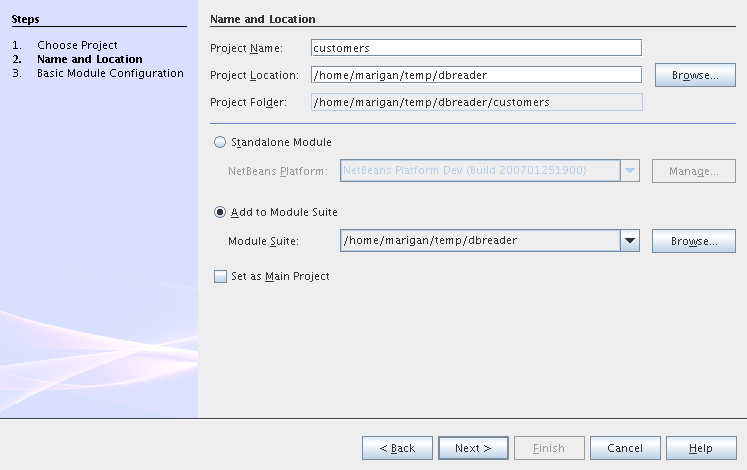 Steps
1. Choose Project
2. Name and Location
3. Basic Module Configuration
Name and Location
Project Name: customers
Project Location: /home/marigan/temp/dbreader Browse...
Project Folder: /home/marigan/temp/dbreader/customers
Standalone Module
NetBeans Platform: NetBeans Platform Dev (Build 200701251900) Manage...
Add to Module Suite
Module Suite: /home/marigan/temp/dbreader Browse...
Set as Main Project
< Back Next > Finish Cancel Help